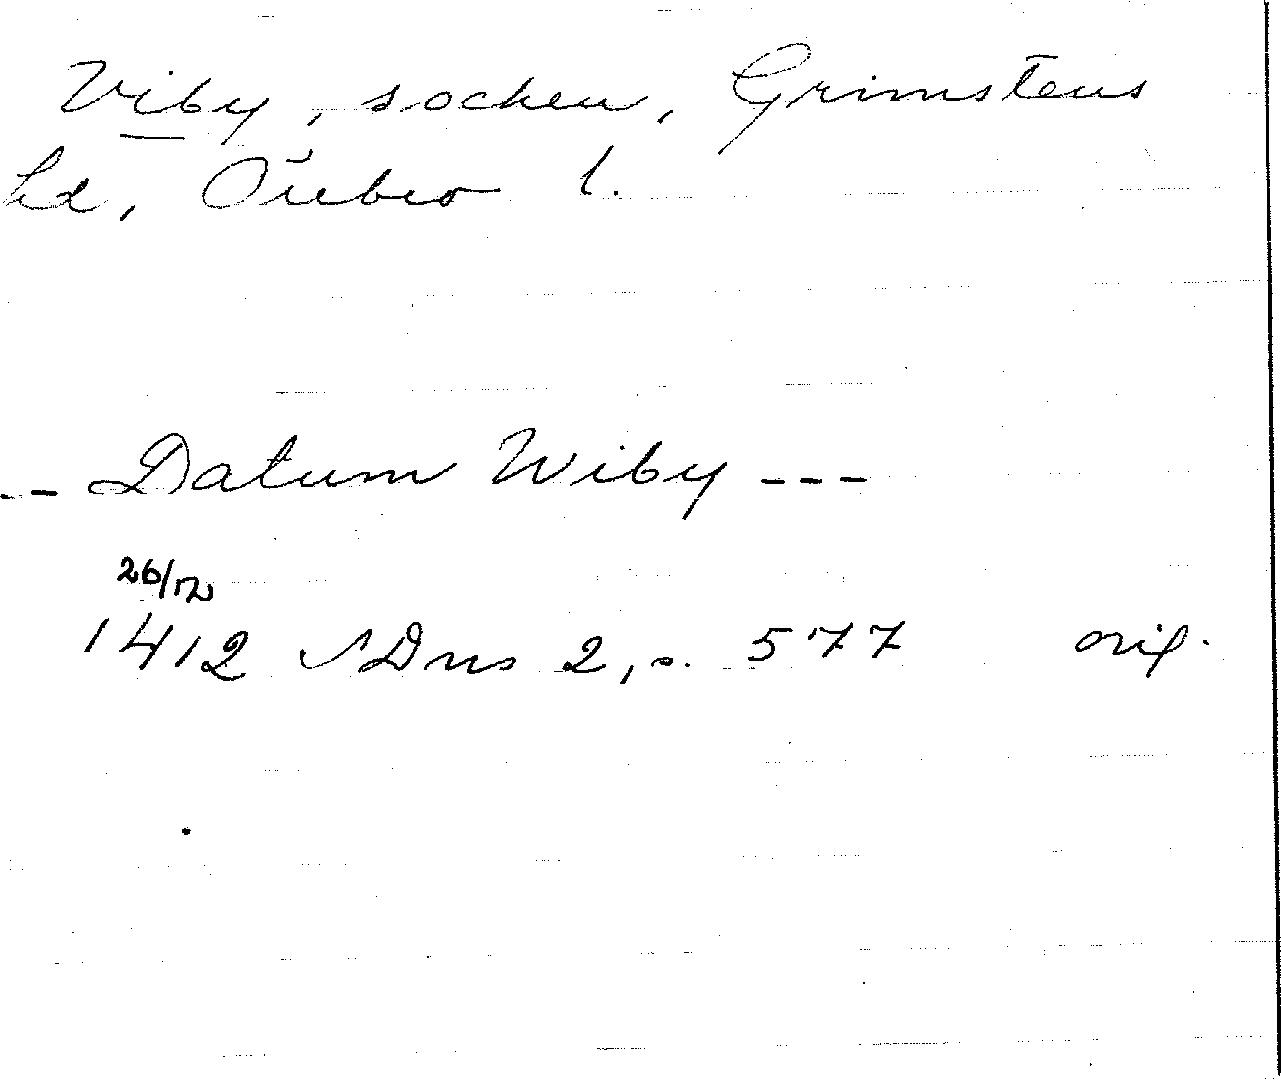 Viby, socken, Grimstens
hd, Örebro l.
-- Datum Wiby ---
26/12
1412 SDns 2, s. 577 orig.